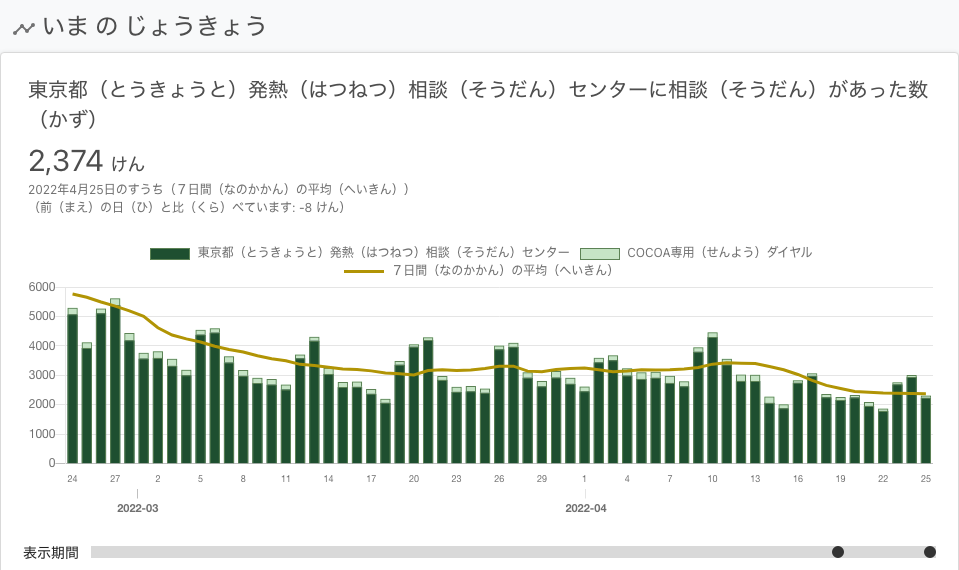 いま の じょうきょう
東京都（とうきょうと）発熱（はつねつ）相談（そうだん）センターに相談（そうだん）があった数
（かず）
2,374 けん
2022年4月25日のすうち（７日間（なのかかん）の平均（へいきん））
（前（まえ）の日（ひ）と比（くら）べています: -8 けん）
東京都（とうきょうと）発熱（はつねつ）相談（そうだん）センター COCOA専用（せんよう）ダイヤル
７日間（なのかかん）の平均（へいきん）
6000
5000
4000
3000
2000
1000
0
24 27 2 5 8 11 14 17 20 23 26 29 1 4 7 10 13 16 19 22 25
2022-03 2022-04
表示期間